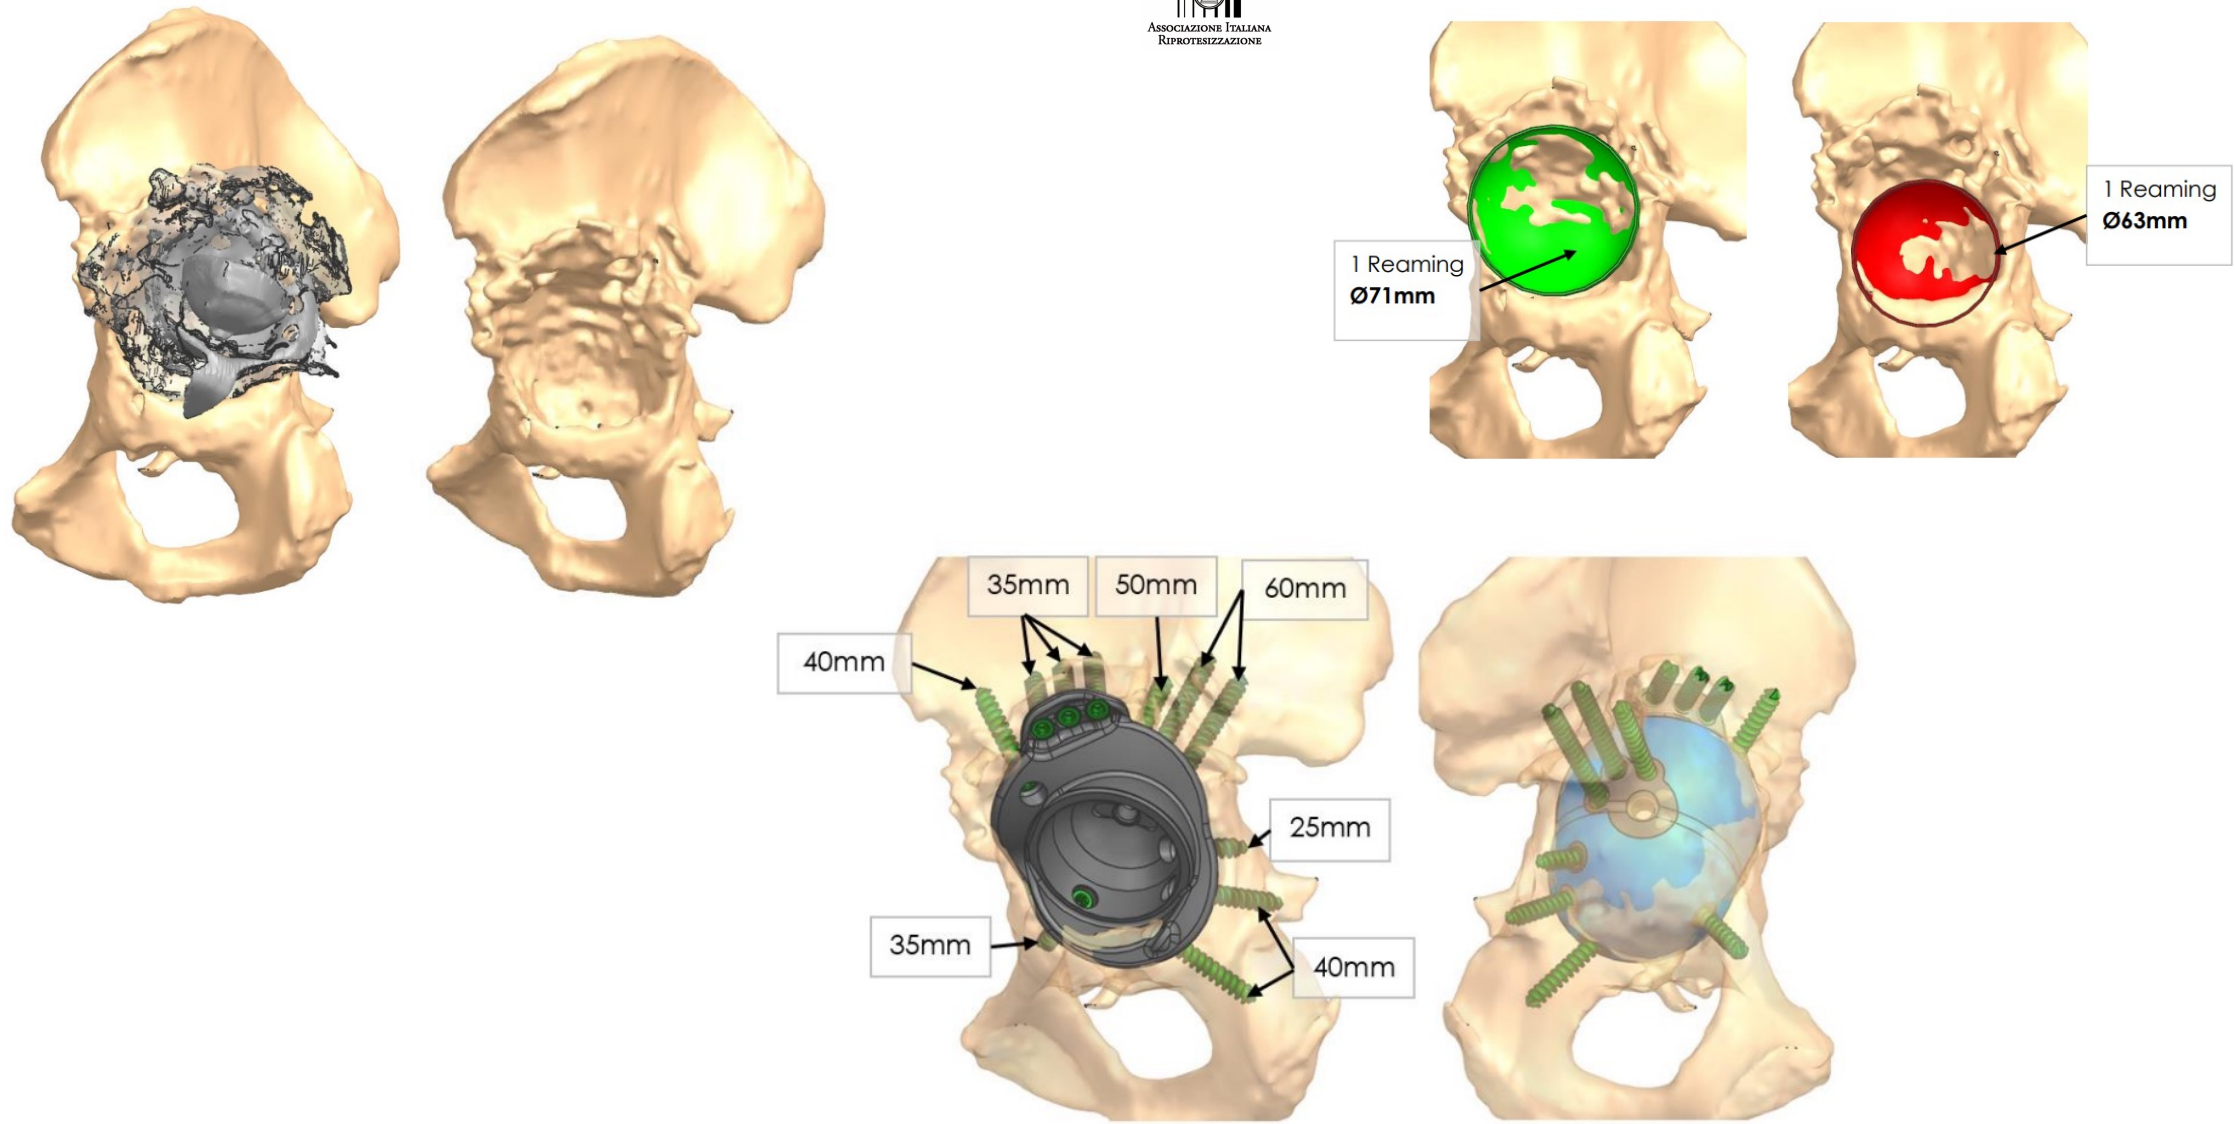 Associazione Italiana
Riprotesizzazione
1 Reaming
Ø71mm
1 Reaming
Ø63mm
35mm
50mm
60mm
40mm
25mm
35mm
40mm